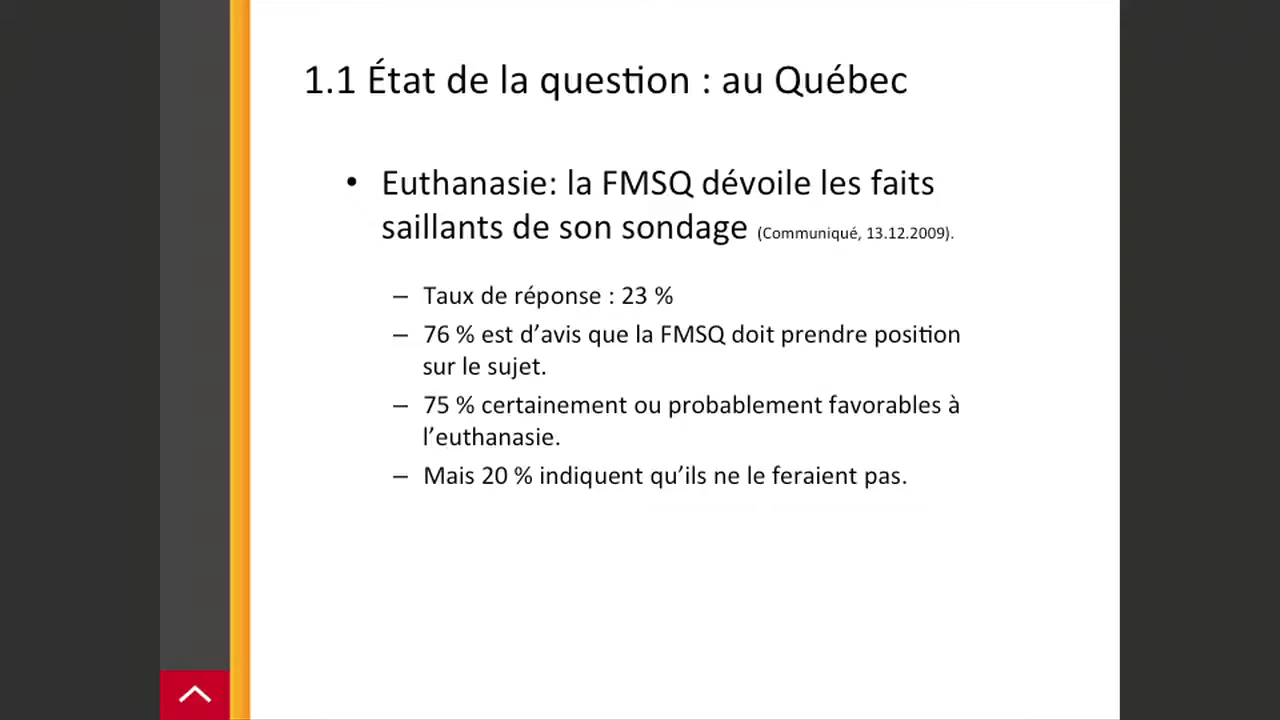 1.1 État de la question : au Québec
• Euthanasie: la FMSQ dévoile les faits
saillants de son sondage (Communiqué, 13.12.2009).
– Taux de réponse : 23 %
– 76 % est d’avis que la FMSQ doit prendre position
sur le sujet.
– 75 % certainement ou probablement favorables à
l’euthanasie.
– Mais 20 % indiquent qu’ils ne le feraient pas.